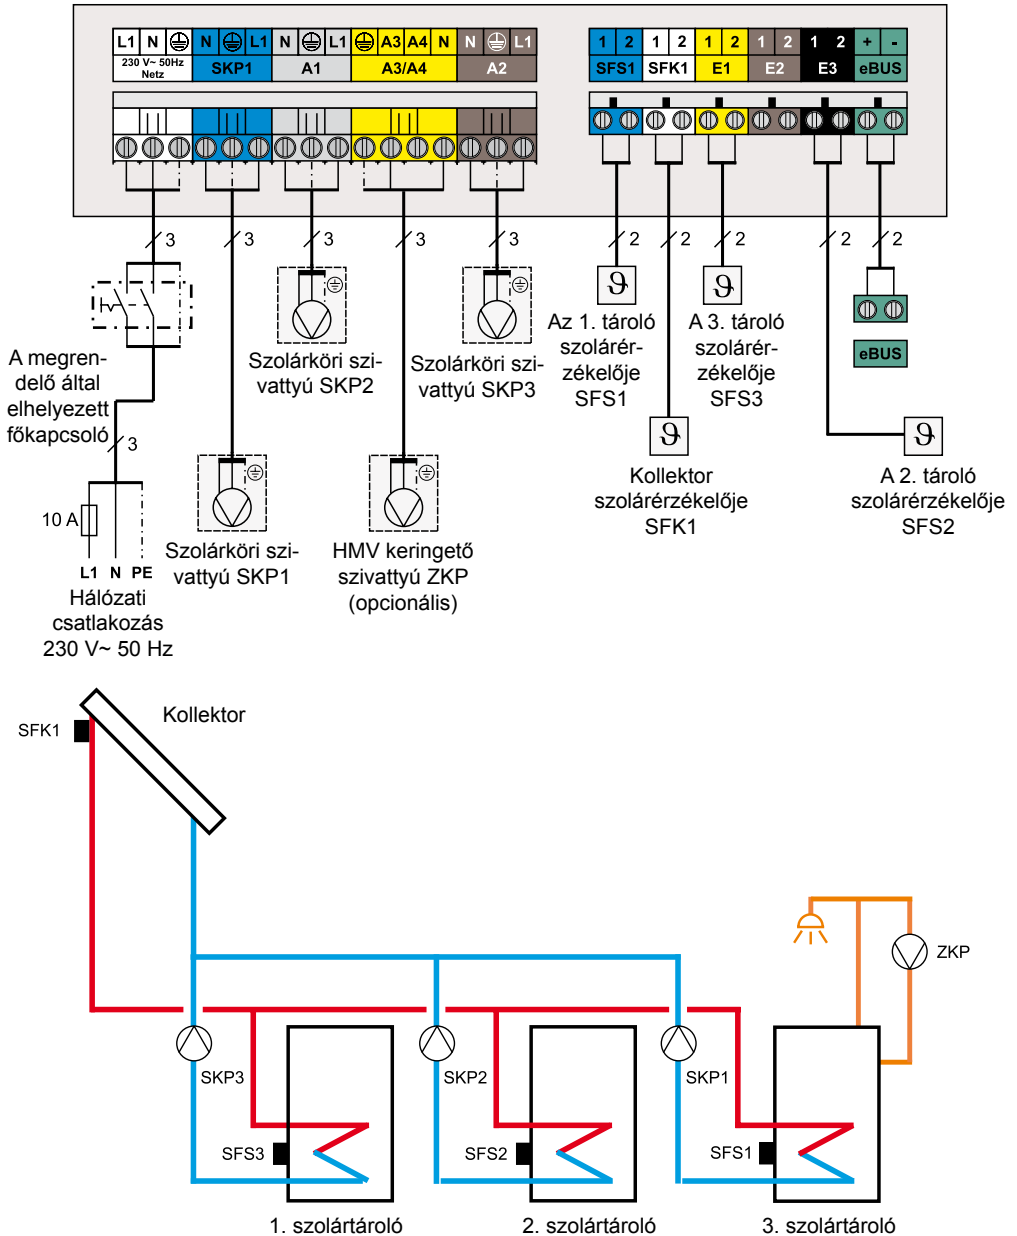 L1 N N L1 N L1 A3 A4 N N L1
230 V~ 50Hz
Netz
SKP1 A1 A3/A4 A2
1 2 1 2 1 2 1 2 1 2 + -
SFS1 SFK1 E1 E2 E3 eBUS
3 3 3 3 3 2 2 2 2 2
A megren-
delő által
elhelyezett
főkapcsoló
3
10 A
L1 N PE
Hálózati
csatlakozás
230 V~ 50 Hz
Szolárköri szi-
vattyú SKP1
Szolárköri szi-
vattyú SKP2
HMV keringető
szivattyú ZKP
(opcionális)
Szolárköri szi-
vattyú SKP3
ϑ
Az 1. tároló
szolárér-
zékelője
SFS1
ϑ
Kollektor
szolárérzékelője
SFK1
ϑ
A 3. tároló
szolárér-
zékelője
SFS3
ϑ
A 2. tároló
szolárérzékelője
SFS2
eBUS
SFK1
Kollektor
ZKP
SKP3
SKP2
SKP1
SFS3
SFS2
SFS1
1. szolártároló
2. szolártároló
3. szolártároló